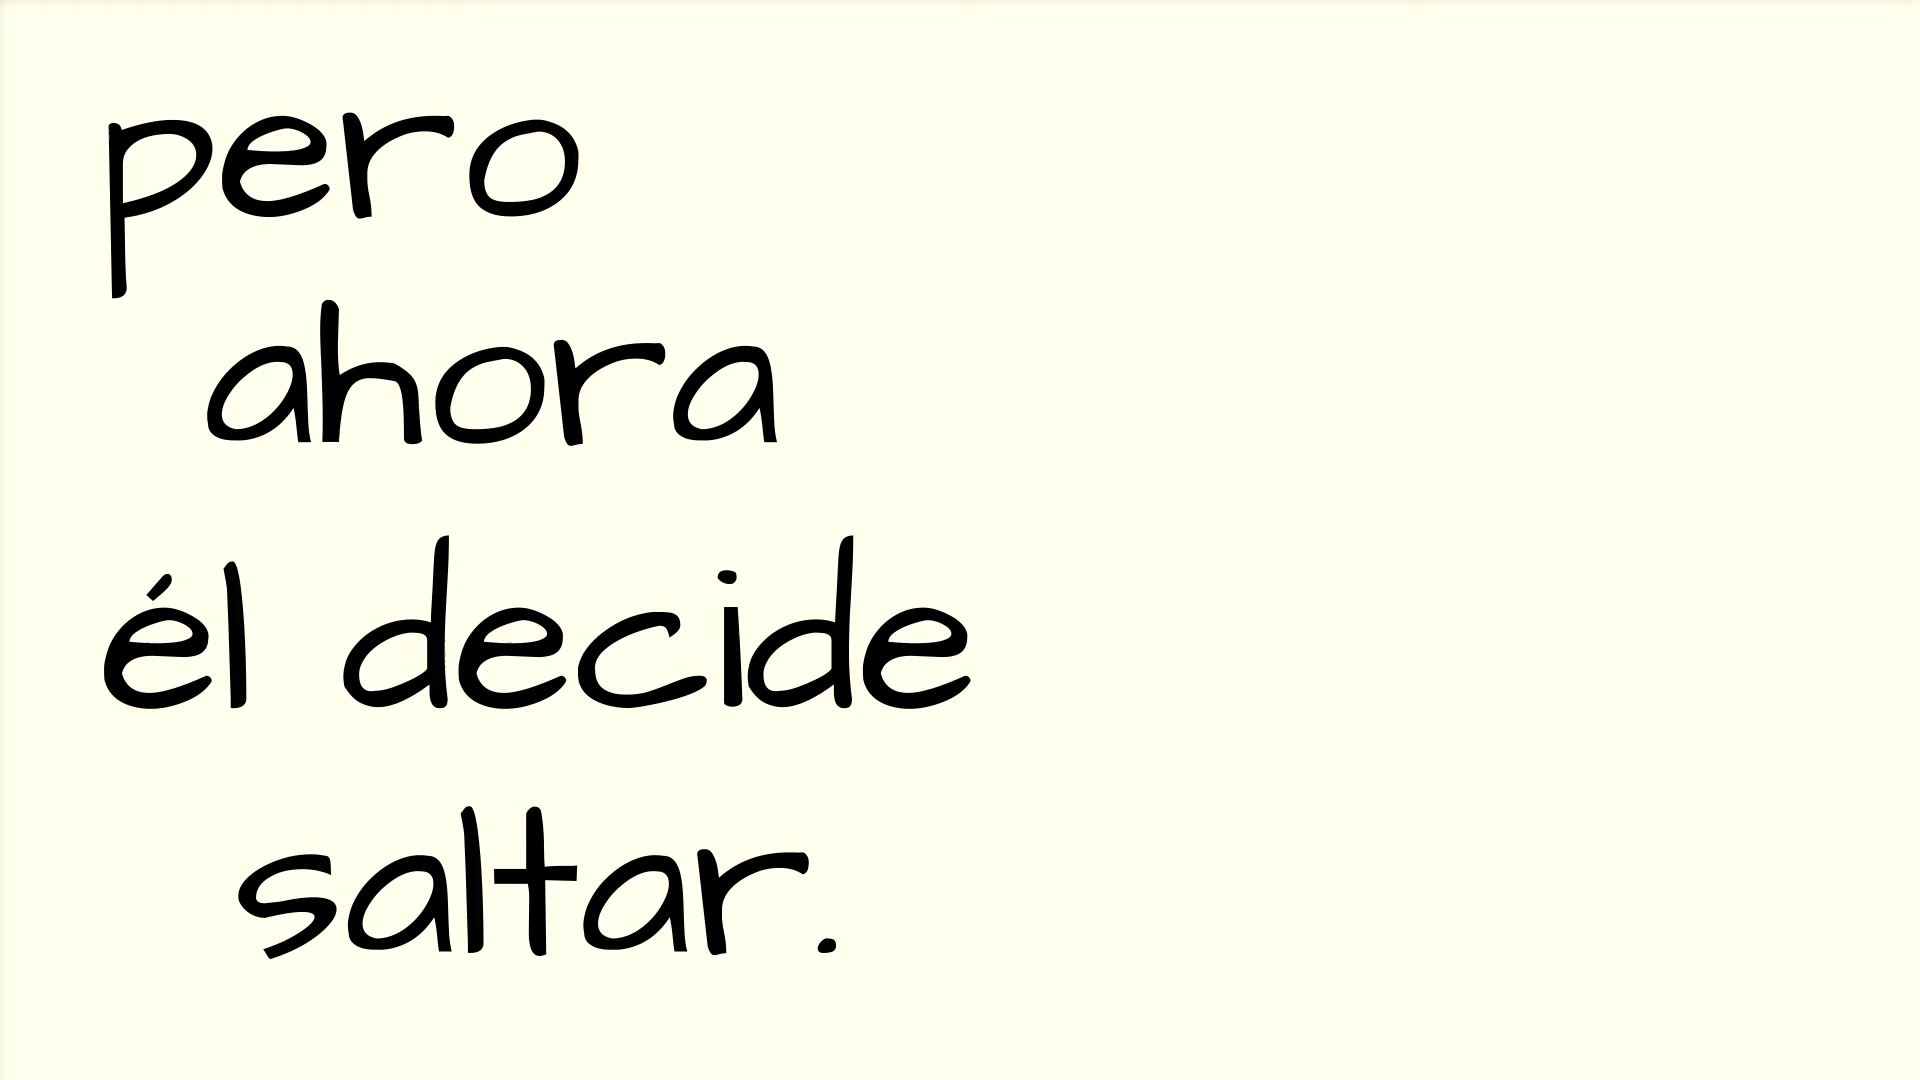 pero
ahora
él decide
saltar.